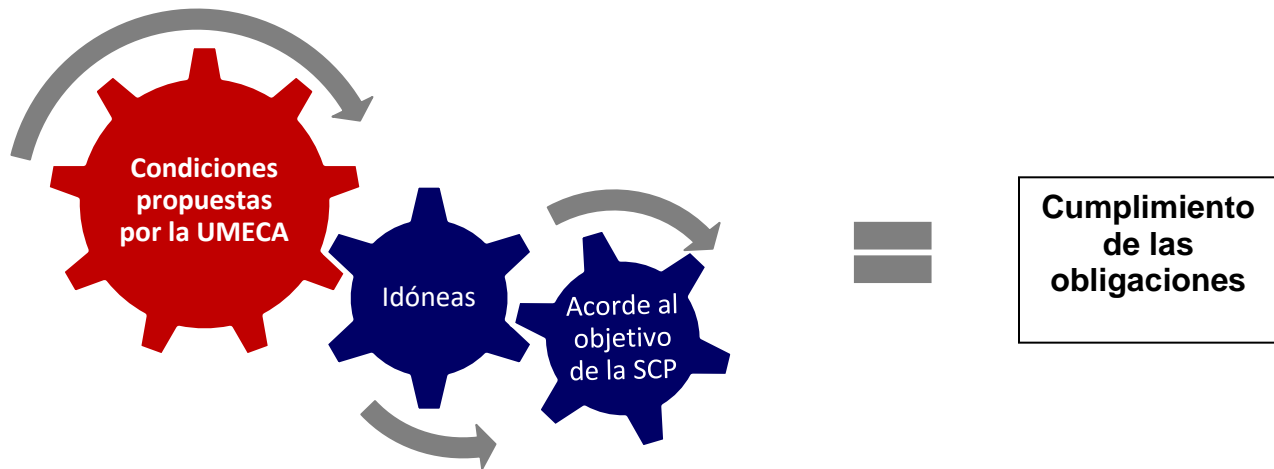 Condiciones
propuestas
por la UMECA
Idóneas
Acorde al
objetivo
de la SCP
Cumplimiento
de las
obligaciones